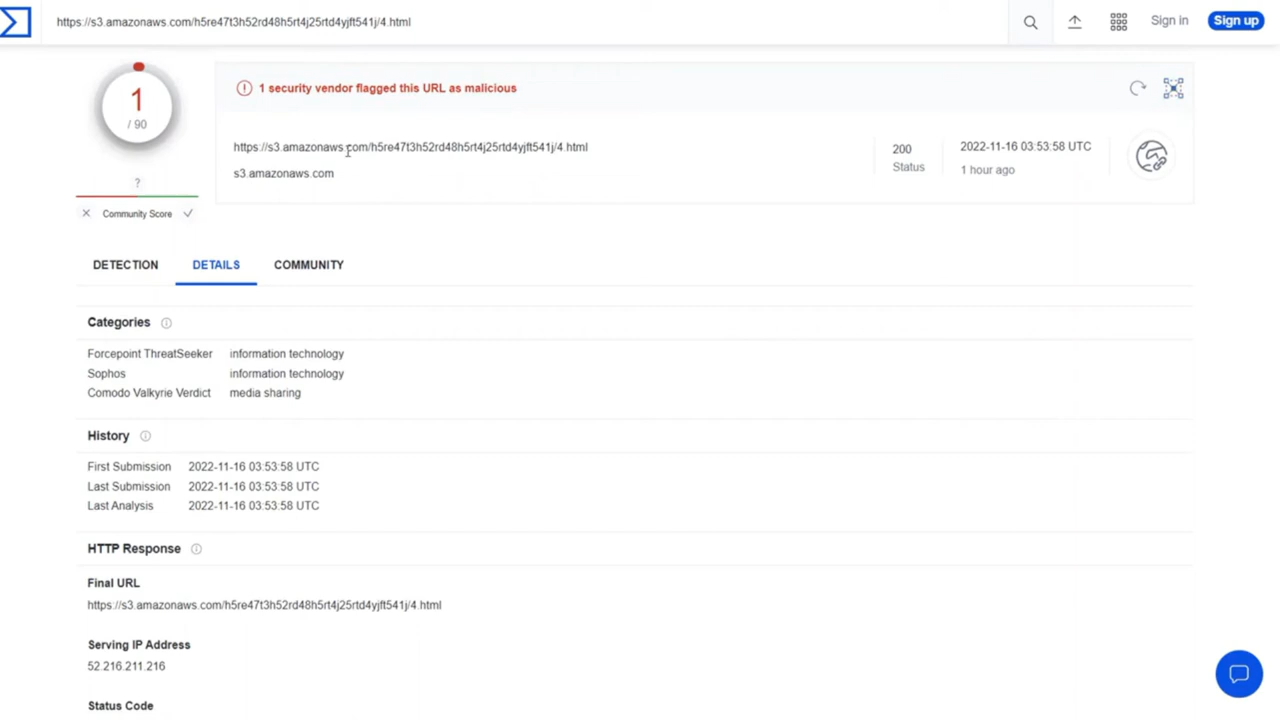 https://s3.amazonaws.com/h5re47t3h52rd48h5rt4j25rtd4yjft541j/4.html
Sign in
Sign up
1
/ 90
1 security vendor flagged this URL as malicious
https://s3.amazonaws.com/h5re47t3h52rd48h5rt4j25rtd4yjft541j/4.html
s3.amazonaws.com
200
Status
2022-11-16 03:53:58 UTC
1 hour ago
?
Community Score
DETECTION
DETAILS
COMMUNITY
Categories
Forcepoint ThreatSeeker information technology
Sophos information technology
Comodo Valkyrie Verdict media sharing
History
First Submission 2022-11-16 03:53:58 UTC
Last Submission 2022-11-16 03:53:58 UTC
Last Analysis 2022-11-16 03:53:58 UTC
HTTP Response
Final URL
https://s3.amazonaws.com/h5re47t3h52rd48h5rt4j25rtd4yjft541j/4.html
Serving IP Address
52.216.211.216
Status Code